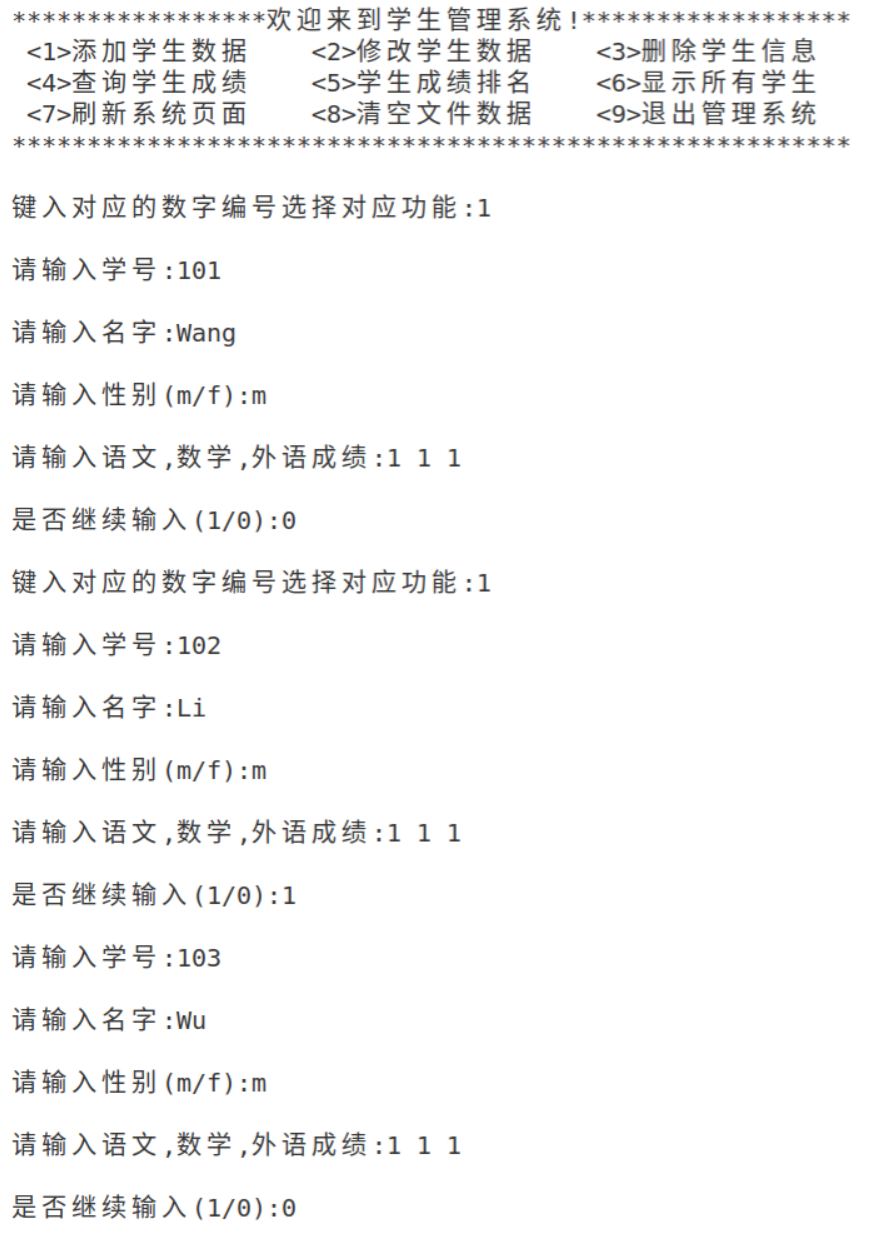 *****************欢迎来到学生管理系统!******************
<1>添加学生数据 <2>修改学生数据 <3>删除学生信息
<4>查询学生成绩 <5>学生成绩排名 <6>显示所有学生
<7>刷新系统页面 <8>清空文件数据 <9>退出管理系统
********************************************************
键入对应的数字编号选择对应功能:1
请输入学号:101
请输入名字:Wang
请输入性别(m/f):m
请输入语文,数学,外语成绩:1 1 1
是否继续输入(1/0):0
键入对应的数字编号选择对应功能:1
请输入学号:102
请输入名字:Li
请输入性别(m/f):m
请输入语文,数学,外语成绩:1 1 1
是否继续输入(1/0):1
请输入学号:103
请输入名字:Wu
请输入性别(m/f):m
请输入语文,数学,外语成绩:1 1 1
是否继续输入(1/0):0